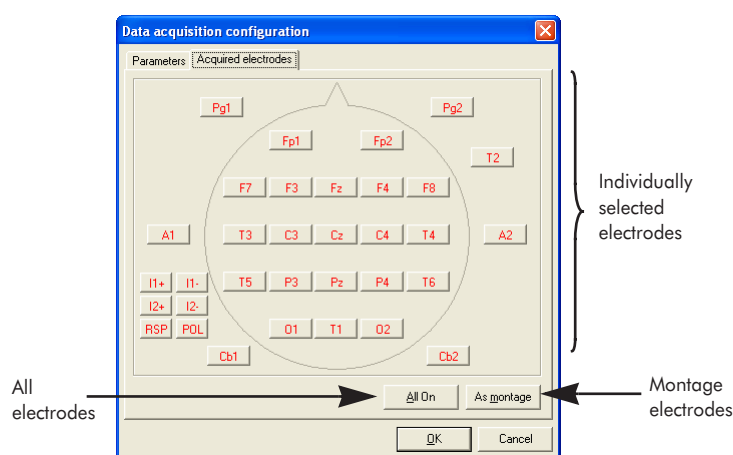 Data acquisition configuration
Parameters Acquired electrodes
Pg1 Pg2
Fp1 Fp2
T2
F7 F3 Fz F4 F8
A1 T3 C3 Cz C4 T4 A2
I1+ I1- T5 P3 Pz P4 T6
I2+ I2-
RSP POL O1 T1 O2
Cb1 Cb2
All On As montage
OK Cancel
Individually
selected
electrodes
All
electrodes
Montage
electrodes